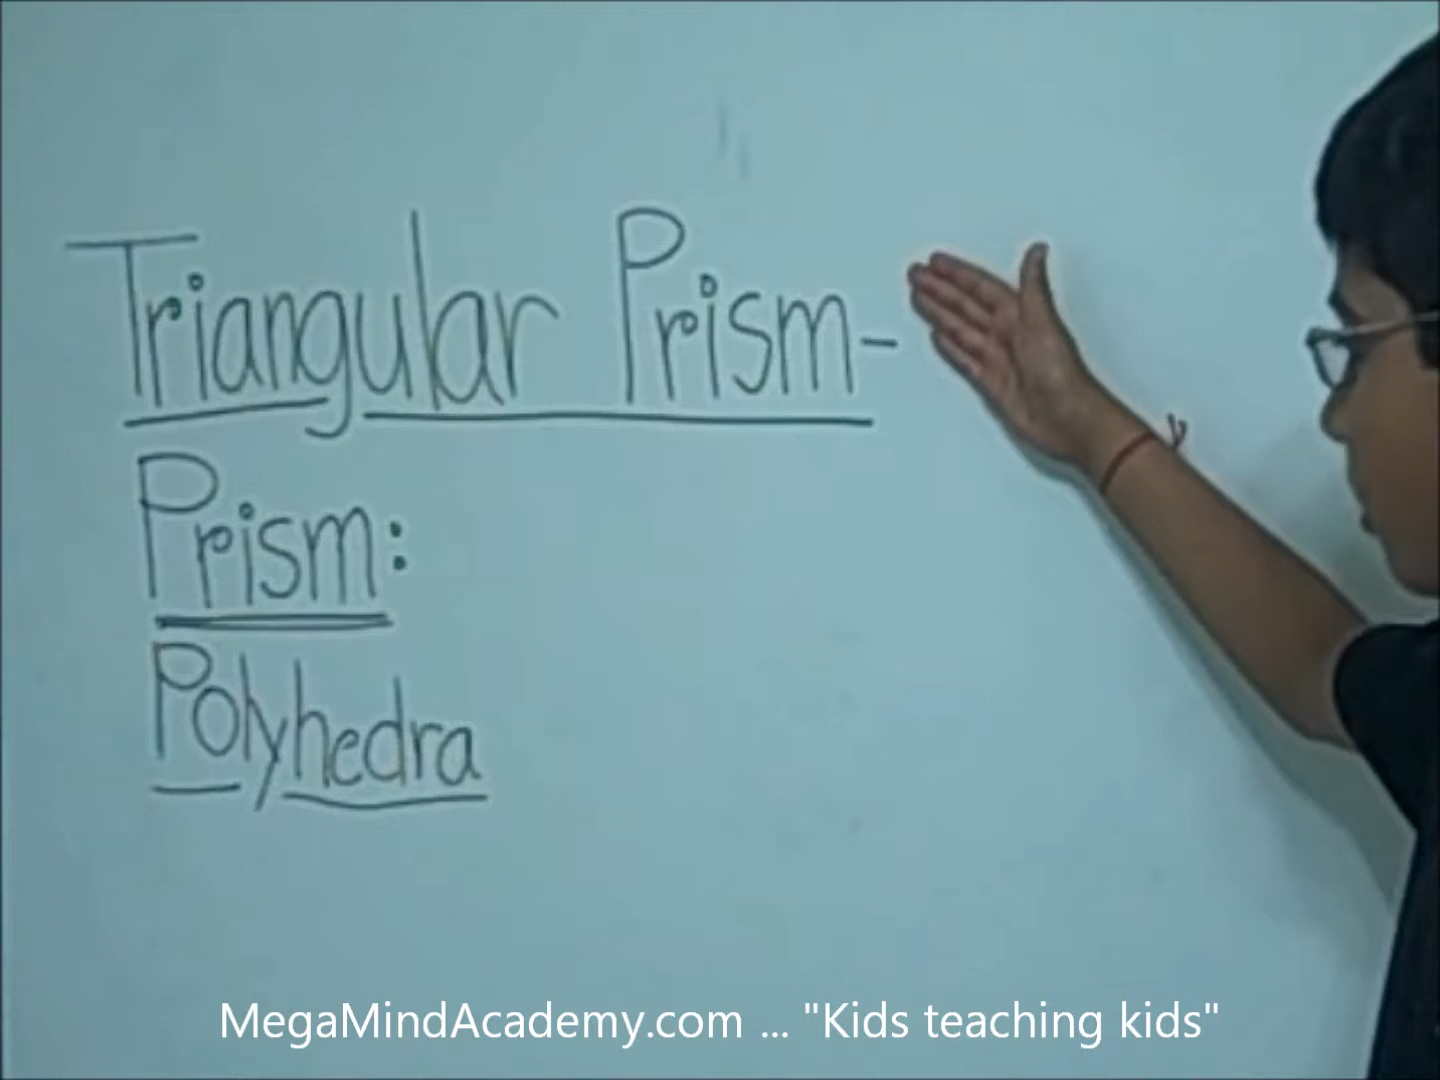 Triangular Prism-
Prism:
Polyhedra
MegaMindAcademy.com ... "Kids teaching kids"